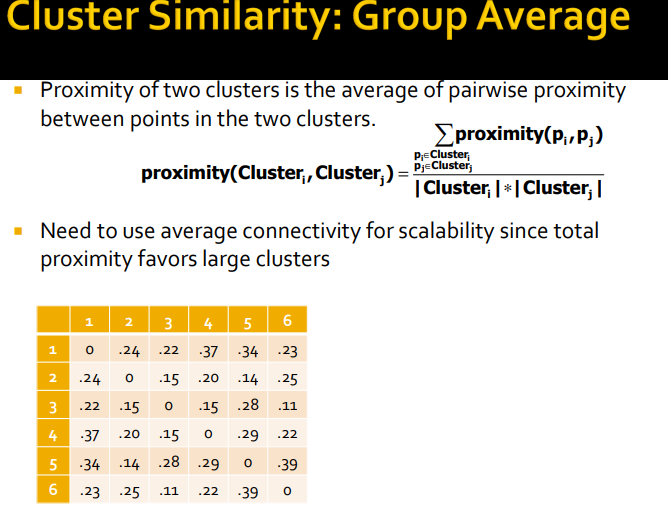 Cluster Similarity: Group Average
Proximity of two clusters is the average of pairwise proximity
between points in the two clusters.
∑proximity(pᵢ,pⱼ)
pᵢ∈Clusterᵢ
pⱼ∈Clusterⱼ
proximity(Clusterᵢ, Clusterⱼ) =
|Clusterᵢ|∗|Clusterⱼ|
Need to use average connectivity for scalability since total
proximity favors large clusters
1 2 3 4 5 6
1 0 .24 .22 .37 .34 .23
2 .24 0 .15 .20 .14 .25
3 .22 .15 0 .15 .28 .11
4 .37 .20 .15 0 .29 .22
5 .34 .14 .28 .29 0 .39
6 .23 .25 .11 .22 .39 0